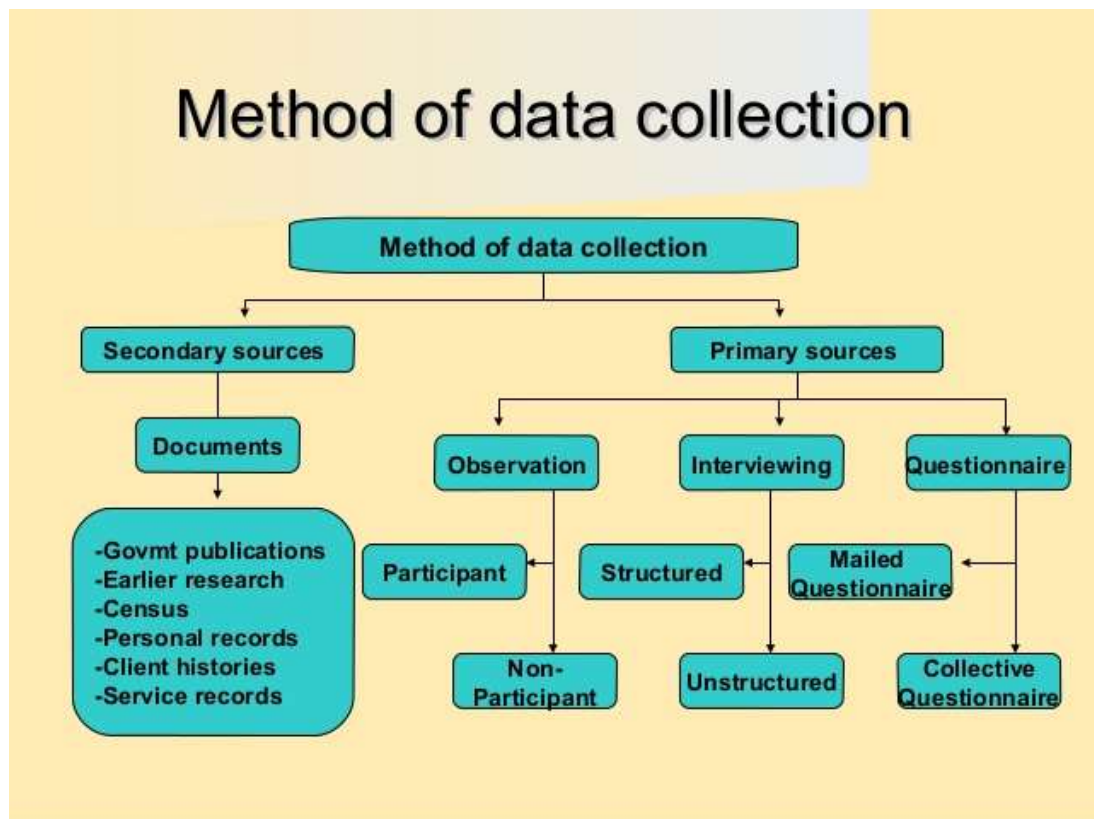 Method of data collection
Method of data collection
Secondary sources
Primary sources
Documents
Observation
Interviewing
Questionnaire
-Govmt publications
-Earlier research
-Census
-Personal records
-Client histories
-Service records
Participant
Structured
Mailed
Questionnaire
Non-
Participant
Unstructured
Collective
Questionnaire